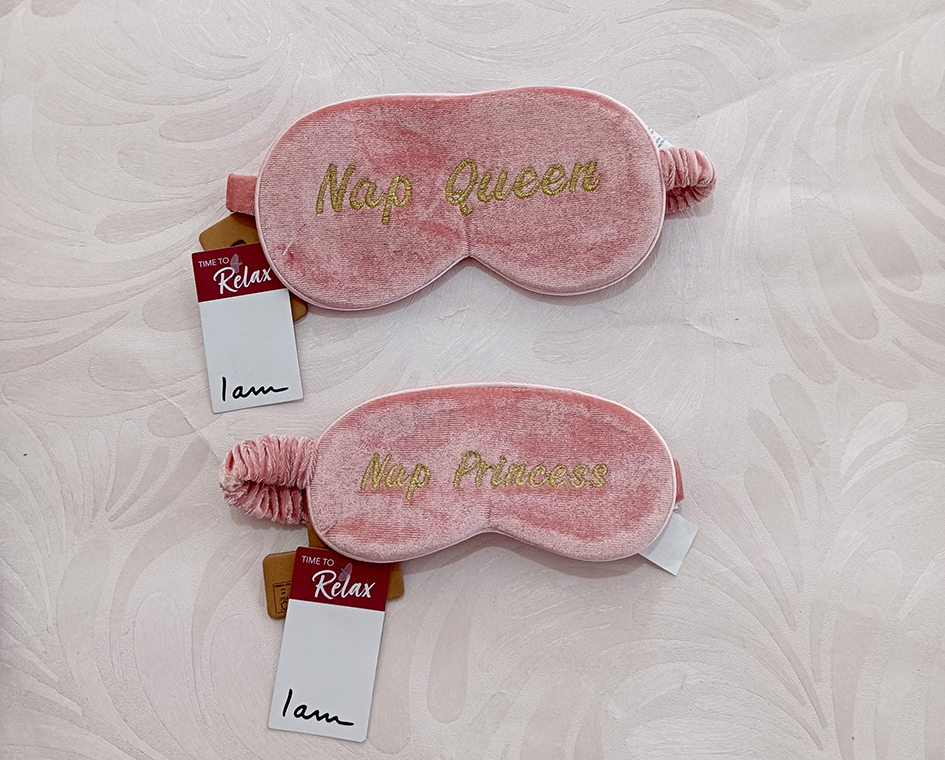 Nap Queen
TIME TO
Relax
I am
Nap Princess
TIME TO
Relax
I am